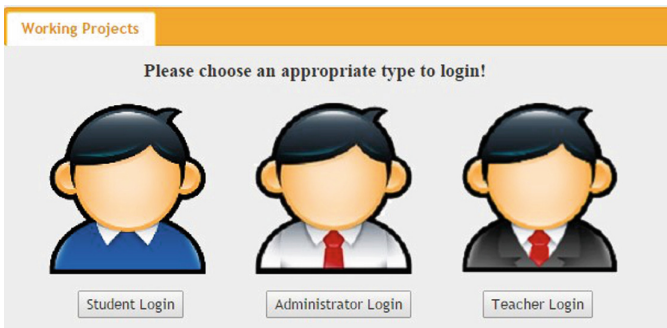 Working Projects
Please choose an appropriate type to login!
Student Login
Administrator Login
Teacher Login